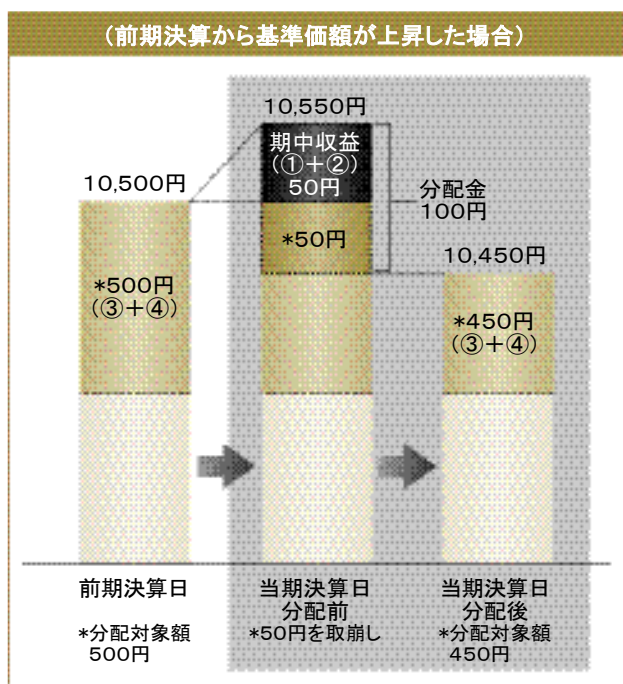 (前期決算から基準価額が上昇した場合)
10,550円
期中収益
(①+②)
50円
10,500円
分配金
100円
*50円
10,450円
*500円
(③+④)
*450円
(③+④)
前期決算日
*分配対象額
500円
当期決算日
分配前
*50円を取崩し
当期決算日
分配後
*分配対象額
450円